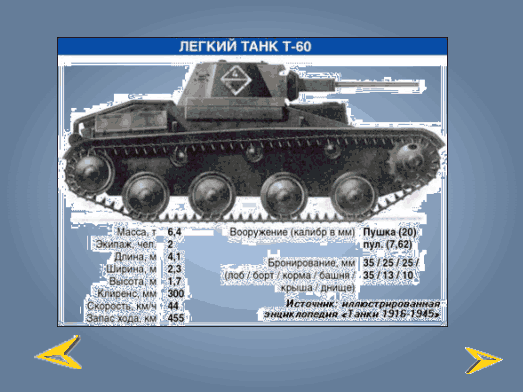 ЛЕГКИЙ ТАНК Т-60
4
Масса, т 6,4
Экипаж, чел. 2
Длина, м 4,1
Ширина, м 2,3
Высота, м 1,7
Клиренс, мм 300
Скорость, км/ч 44
Запас хода, км 455
Вооружение (калибр в мм) Пушка (20)
пул. (7,62)
Бронирование, мм 35 / 25 / 25 /
(лоб / борт / корма / башня / 35 / 13 / 10
крыша / днище)
Источник: иллюстрированная
энциклопедия «Танки 1916-1945»